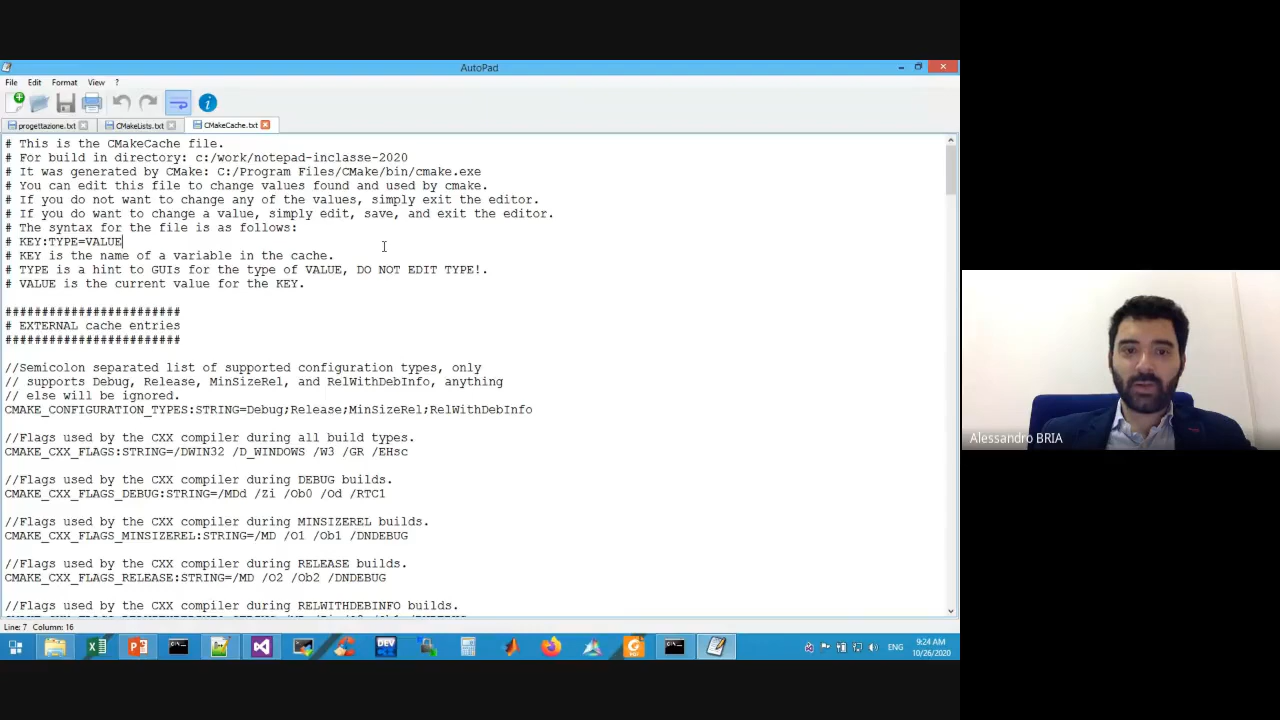 AutoPad
File Edit Format View ?
progettazione.txt CMakeLists.txt CMakeCache.txt
# This is the CMakeCache file.
# For build in directory: c:/work/notepad-inclasse-2020
# It was generated by CMake: C:/Program Files/CMake/bin/cmake.exe
# You can edit this file to change values found and used by cmake.
# If you do not want to change any of the values, simply exit the editor.
# If you do want to change a value, simply edit, save, and exit the editor.
# The syntax for the file is as follows:
# KEY:TYPE=VALUE
# KEY is the name of a variable in the cache.
# TYPE is a hint to GUIs for the type of VALUE, DO NOT EDIT TYPE!.
# VALUE is the current value for the KEY.
########################
# EXTERNAL cache entries
########################
//Semicolon separated list of supported configuration types, only
// supports Debug, Release, MinSizeRel, and RelWithDebInfo, anything
// else will be ignored.
CMAKE_CONFIGURATION_TYPES:STRING=Debug;Release;MinSizeRel;RelWithDebInfo
//Flags used by the CXX compiler during all build types.
CMAKE_CXX_FLAGS:STRING=/DWIN32 /D_WINDOWS /W3 /GR /EHsc
//Flags used by the CXX compiler during DEBUG builds.
CMAKE_CXX_FLAGS_DEBUG:STRING=/MDd /Zi /Ob0 /Od /RTC1
//Flags used by the CXX compiler during MINSIZEREL builds.
CMAKE_CXX_FLAGS_MINSIZEREL:STRING=/MD /O1 /Ob1 /DNDEBUG
//Flags used by the CXX compiler during RELEASE builds.
CMAKE_CXX_FLAGS_RELEASE:STRING=/MD /O2 /Ob2 /DNDEBUG
//Flags used by the CXX compiler during RELWITHDEBINFO builds.
Line: 7 Column: 16
DEV
ENG
9:24 AM
10/26/2020
Alessandro BRIA